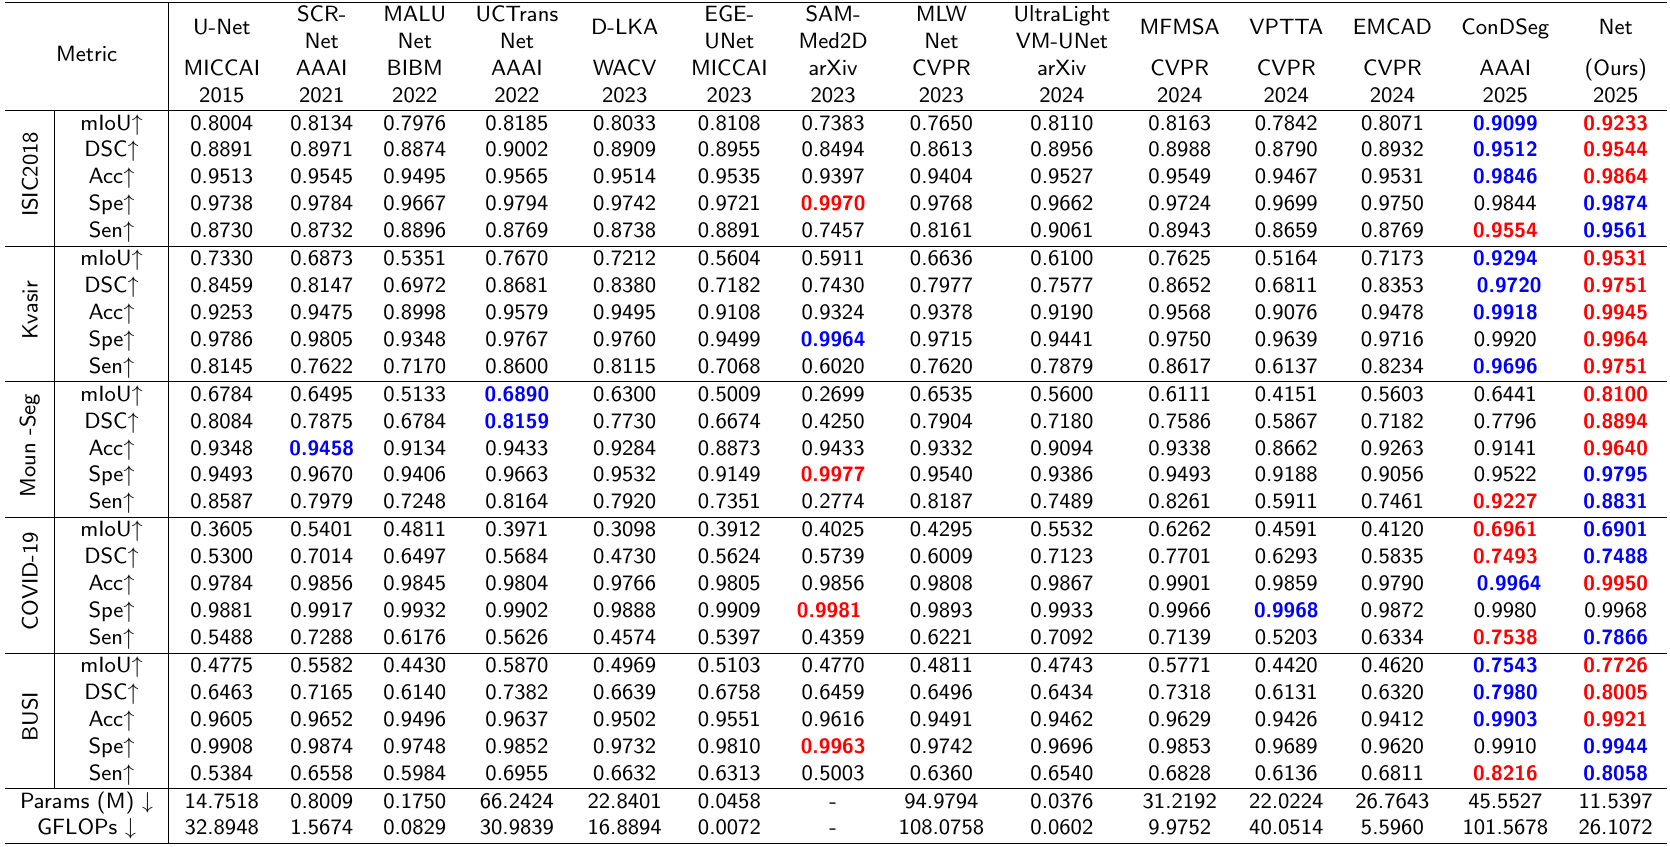 Metric U-Net SCR- MALU UCTrans D-LKA EGE- SAM- MLW UltraLight MFMSA VPTTA EMCAD ConDSeg Net
Net Net Net UNet Med2D Net VM-UNet
MICCAI AAAI BIBM AAAI WACV MICCAI arXiv CVPR arXiv CVPR CVPR CVPR AAAI (Ours)
2015 2021 2022 2022 2023 2023 2023 2023 2024 2024 2024 2024 2025 2025
ISIC2018
mIoU↑ 0.8004 0.8134 0.7976 0.8185 0.8033 0.8108 0.7383 0.7650 0.8110 0.8163 0.7842 0.8071 0.9099 0.9233
DSC↑ 0.8891 0.8971 0.8874 0.9002 0.8909 0.8955 0.8494 0.8613 0.8956 0.8988 0.8790 0.8932 0.9512 0.9544
Acc↑ 0.9513 0.9545 0.9495 0.9565 0.9514 0.9535 0.9397 0.9404 0.9527 0.9549 0.9467 0.9531 0.9846 0.9864
Spe↑ 0.9738 0.9784 0.9667 0.9794 0.9742 0.9721 0.9970 0.9768 0.9662 0.9724 0.9699 0.9750 0.9844 0.9874
Sen↑ 0.8730 0.8732 0.8896 0.8769 0.8738 0.8891 0.7457 0.8161 0.9061 0.8943 0.8659 0.8769 0.9554 0.9561
Kvasir
mIoU↑ 0.7330 0.6873 0.5351 0.7670 0.7212 0.5604 0.5911 0.6636 0.6100 0.7625 0.5164 0.7173 0.9294 0.9531
DSC↑ 0.8459 0.8147 0.6972 0.8681 0.8380 0.7182 0.7430 0.7977 0.7577 0.8652 0.6811 0.8353 0.9720 0.9751
Acc↑ 0.9253 0.9475 0.8998 0.9579 0.9495 0.9108 0.9324 0.9378 0.9190 0.9568 0.9076 0.9478 0.9918 0.9945
Spe↑ 0.9786 0.9805 0.9348 0.9767 0.9760 0.9499 0.9964 0.9715 0.9441 0.9750 0.9639 0.9716 0.9920 0.9964
Sen↑ 0.8145 0.7622 0.7170 0.8600 0.8115 0.7068 0.6020 0.7620 0.7879 0.8617 0.6137 0.8234 0.9696 0.9751
Moun -Seg
mIoU↑ 0.6784 0.6495 0.5133 0.6890 0.6300 0.5009 0.2699 0.6535 0.5600 0.6111 0.4151 0.5603 0.6441 0.8100
DSC↑ 0.8084 0.7875 0.6784 0.8159 0.7730 0.6674 0.4250 0.7904 0.7180 0.7586 0.5867 0.7182 0.7796 0.8894
Acc↑ 0.9348 0.9458 0.9134 0.9433 0.9284 0.8873 0.9433 0.9332 0.9094 0.9338 0.8662 0.9263 0.9141 0.9640
Spe↑ 0.9493 0.9670 0.9406 0.9663 0.9532 0.9149 0.9977 0.9540 0.9386 0.9493 0.9188 0.9056 0.9522 0.9795
Sen↑ 0.8587 0.7979 0.7248 0.8164 0.7920 0.7351 0.2774 0.8187 0.7489 0.8261 0.5911 0.7461 0.9227 0.8831
COVID-19
mIoU↑ 0.3605 0.5401 0.4811 0.3971 0.3098 0.3912 0.4025 0.4295 0.5532 0.6262 0.4591 0.4120 0.6961 0.6901
DSC↑ 0.5300 0.7014 0.6497 0.5684 0.4730 0.5624 0.5739 0.6009 0.7123 0.7701 0.6293 0.5835 0.7493 0.7488
Acc↑ 0.9784 0.9856 0.9845 0.9804 0.9766 0.9805 0.9856 0.9808 0.9867 0.9901 0.9859 0.9790 0.9964 0.9950
Spe↑ 0.9881 0.9917 0.9932 0.9902 0.9888 0.9909 0.9981 0.9893 0.9933 0.9966 0.9968 0.9872 0.9980 0.9968
Sen↑ 0.5488 0.7288 0.6176 0.5626 0.4574 0.5397 0.4359 0.6221 0.7092 0.7139 0.5203 0.6334 0.7538 0.7866
BUSI
mIoU↑ 0.4775 0.5582 0.4430 0.5870 0.4969 0.5103 0.4770 0.4811 0.4743 0.5771 0.4420 0.4620 0.7543 0.7726
DSC↑ 0.6463 0.7165 0.6140 0.7382 0.6639 0.6758 0.6459 0.6496 0.6434 0.7318 0.6131 0.6320 0.7980 0.8005
Acc↑ 0.9605 0.9652 0.9496 0.9637 0.9502 0.9551 0.9616 0.9491 0.9462 0.9629 0.9426 0.9412 0.9903 0.9921
Spe↑ 0.9908 0.9874 0.9748 0.9852 0.9732 0.9810 0.9963 0.9742 0.9696 0.9853 0.9689 0.9620 0.9910 0.9944
Sen↑ 0.5384 0.6558 0.5984 0.6955 0.6632 0.6313 0.5003 0.6360 0.6540 0.6828 0.6136 0.6811 0.8216 0.8058
Params (M) ↓ 14.7518 0.8009 0.1750 66.2424 22.8401 0.0458 - 94.9794 0.0376 31.2192 22.0224 26.7643 45.5527 11.5397
GFLOPs ↓ 32.8948 1.5674 0.0829 30.9839 16.8894 0.0072 - 108.0758 0.0602 9.9752 40.0514 5.5960 101.5678 26.1072